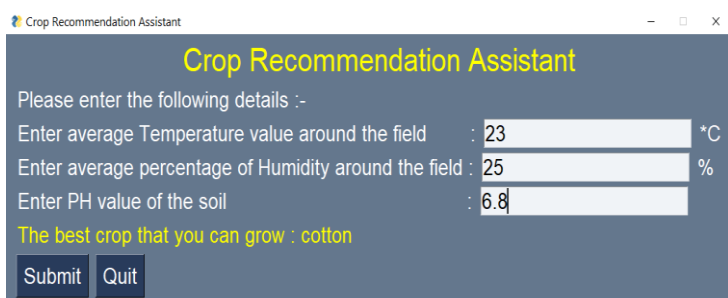 Crop Recommendation Assistant
Crop Recommendation Assistant
Please enter the following details :-
Enter average Temperature value around the field : 23 *C
Enter average percentage of Humidity around the field : 25 %
Enter PH value of the soil : 6.8
The best crop that you can grow : cotton
Submit Quit